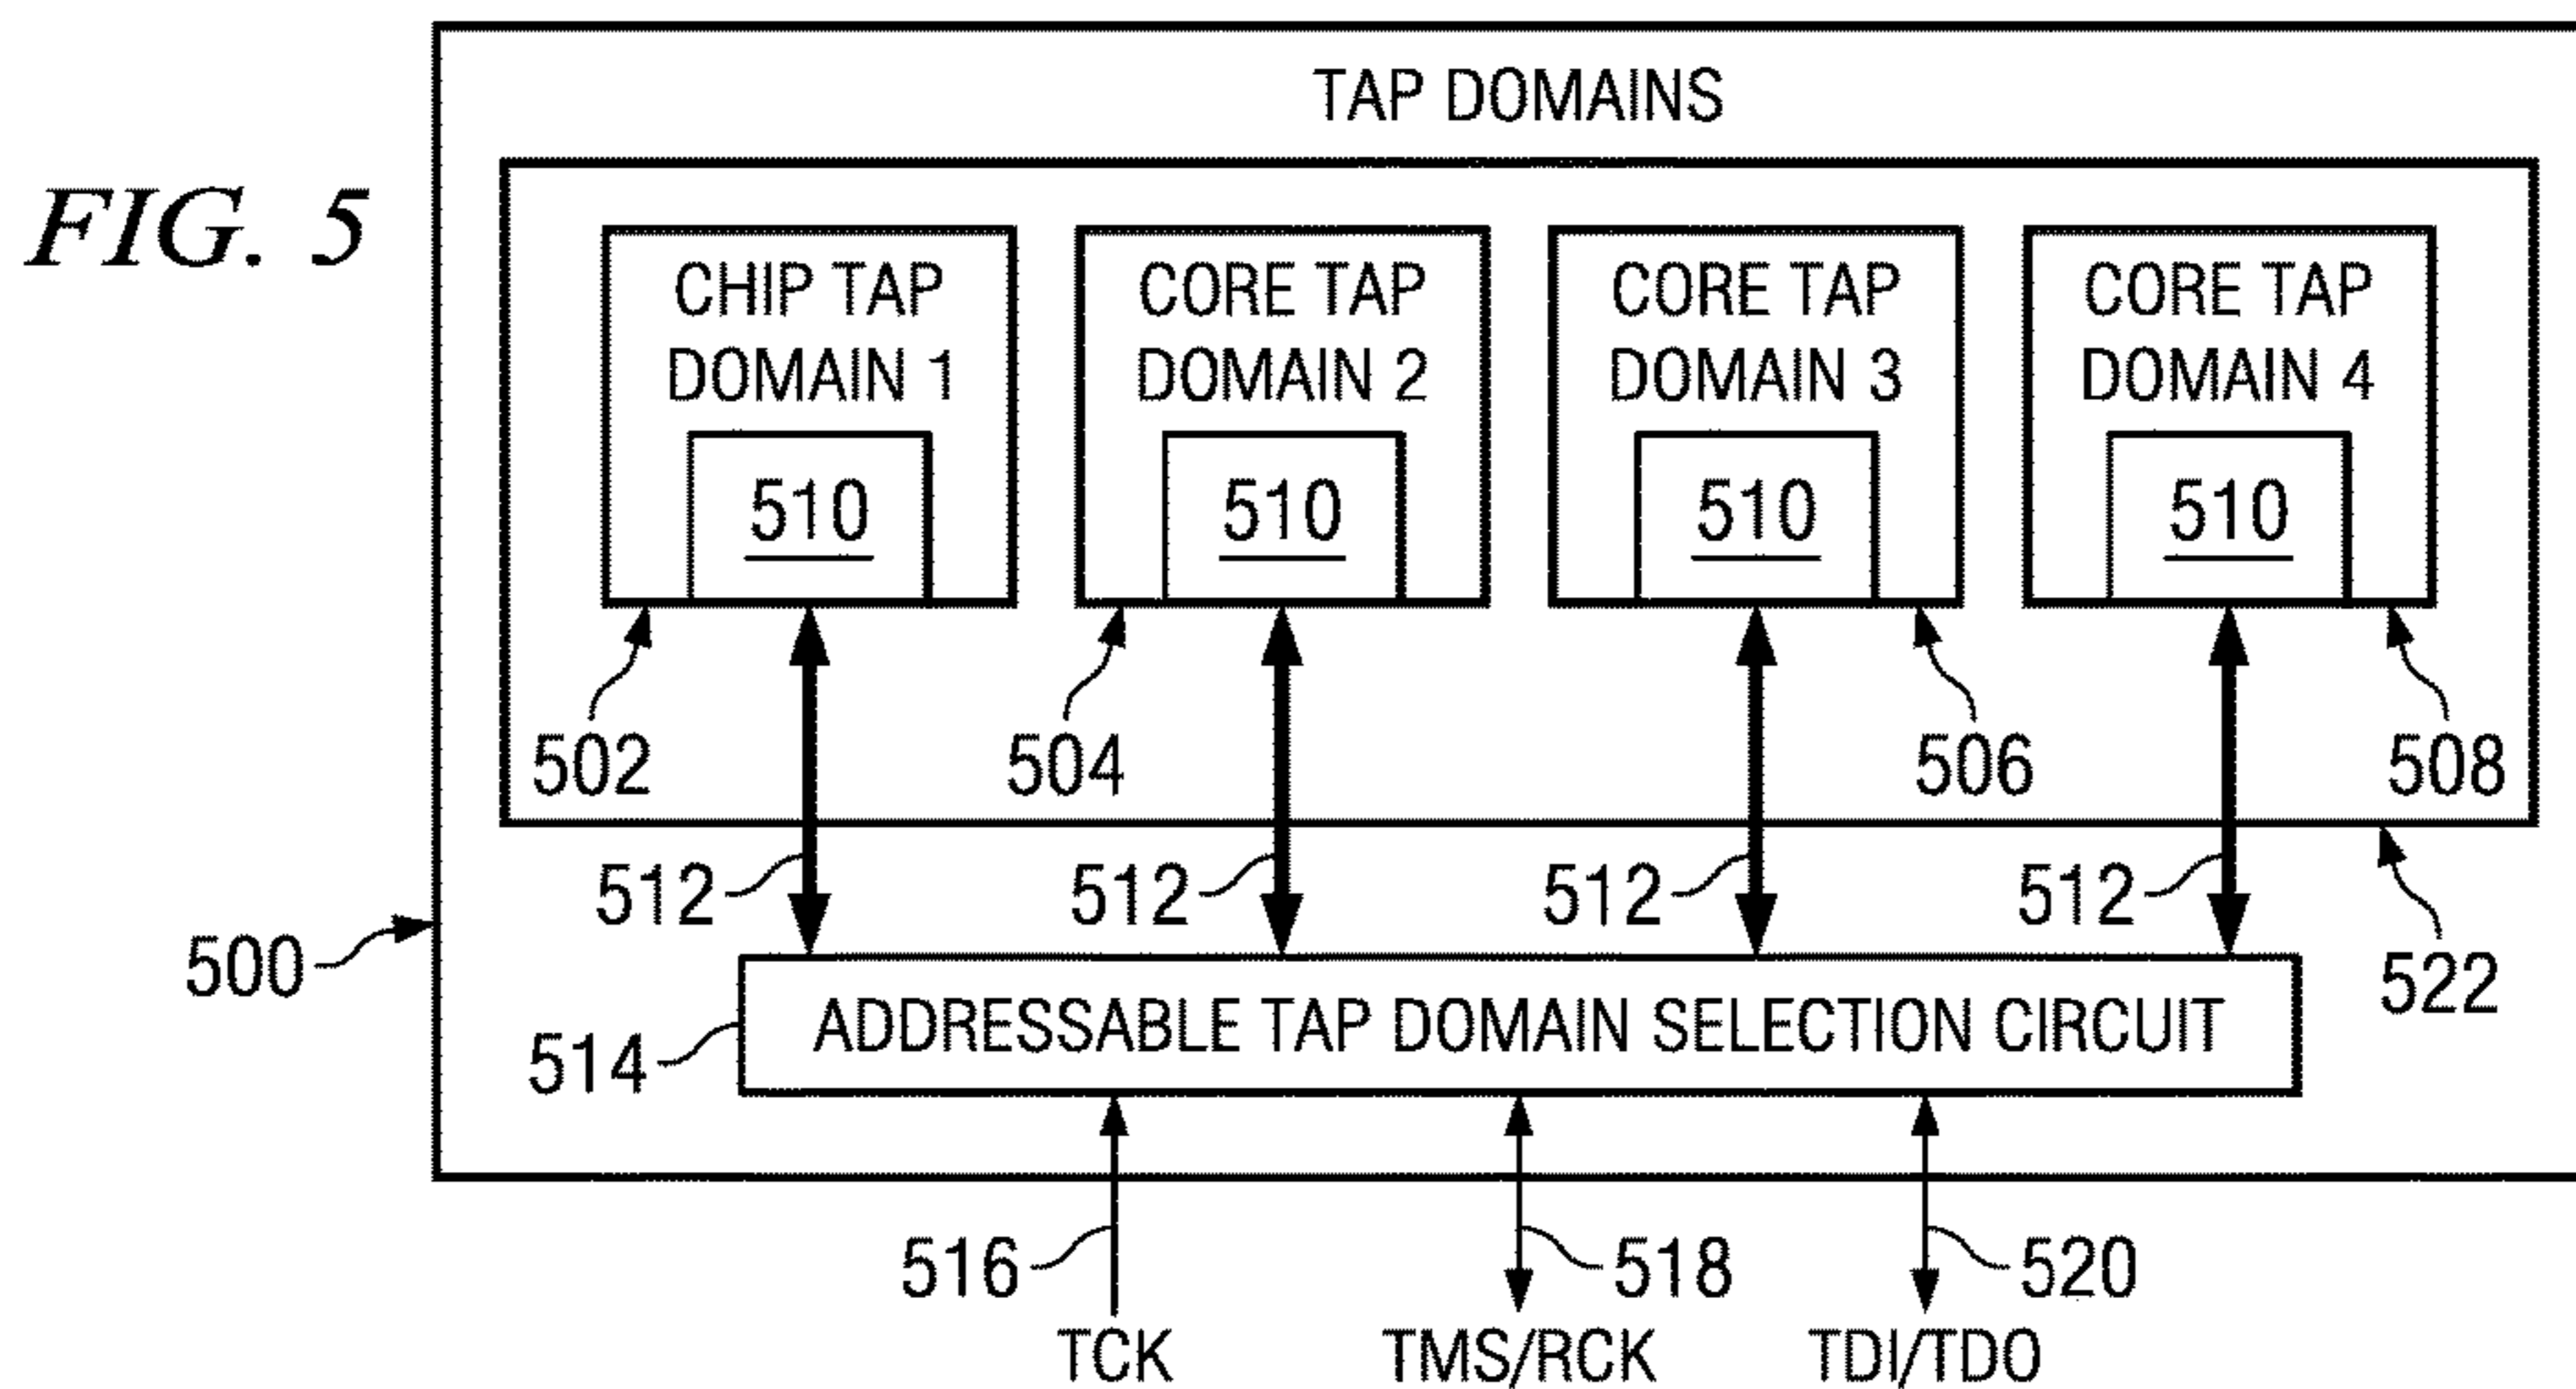 FIG. 5
TAP DOMAINS
CHIP TAP
DOMAIN 1
510
CORE TAP
DOMAIN 2
510
CORE TAP
DOMAIN 3
510
CORE TAP
DOMAIN 4
510
502
504
506
508
512
512
512
512
500
522
514
ADDRESSABLE TAP DOMAIN SELECTION CIRCUIT
516
518
520
TCK
TMS/RCK
TDI/TDO